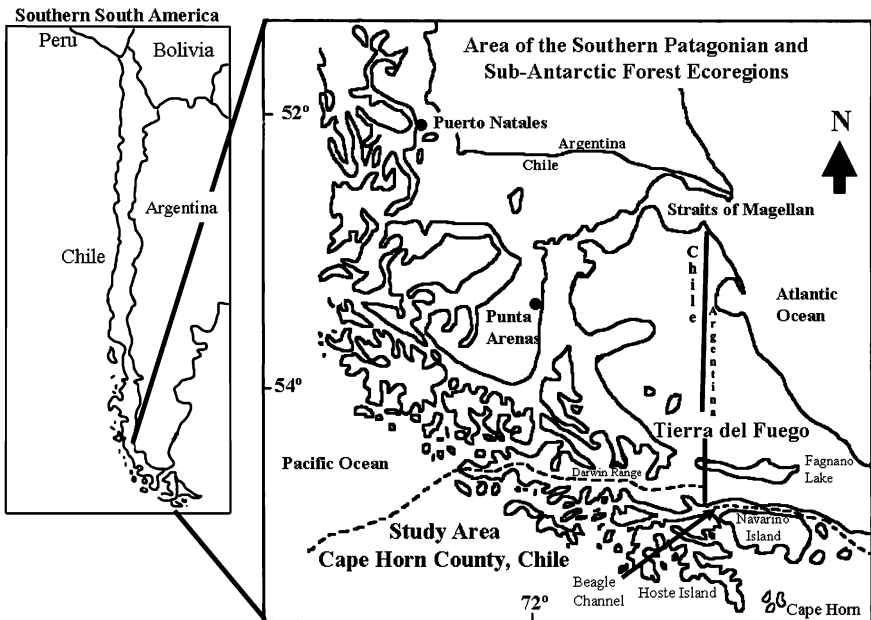 Southern South America
Peru
Bolivia
Argentina
Chile
Area of the Southern Patagonian and
Sub-Antarctic Forest Ecoregions
52º
Puerto Natales
Argentina
Chile
N
Straits of Magellan
Chile
Argentina
Atlantic
Ocean
Punta
Arenas
54º
Tierra del Fuego
Pacific Ocean
Darwin Range
Fagnano
Lake
Study Area
Cape Horn County, Chile
Navarino
Island
Beagle
Channel
Hoste Island
72º
Cape Horn